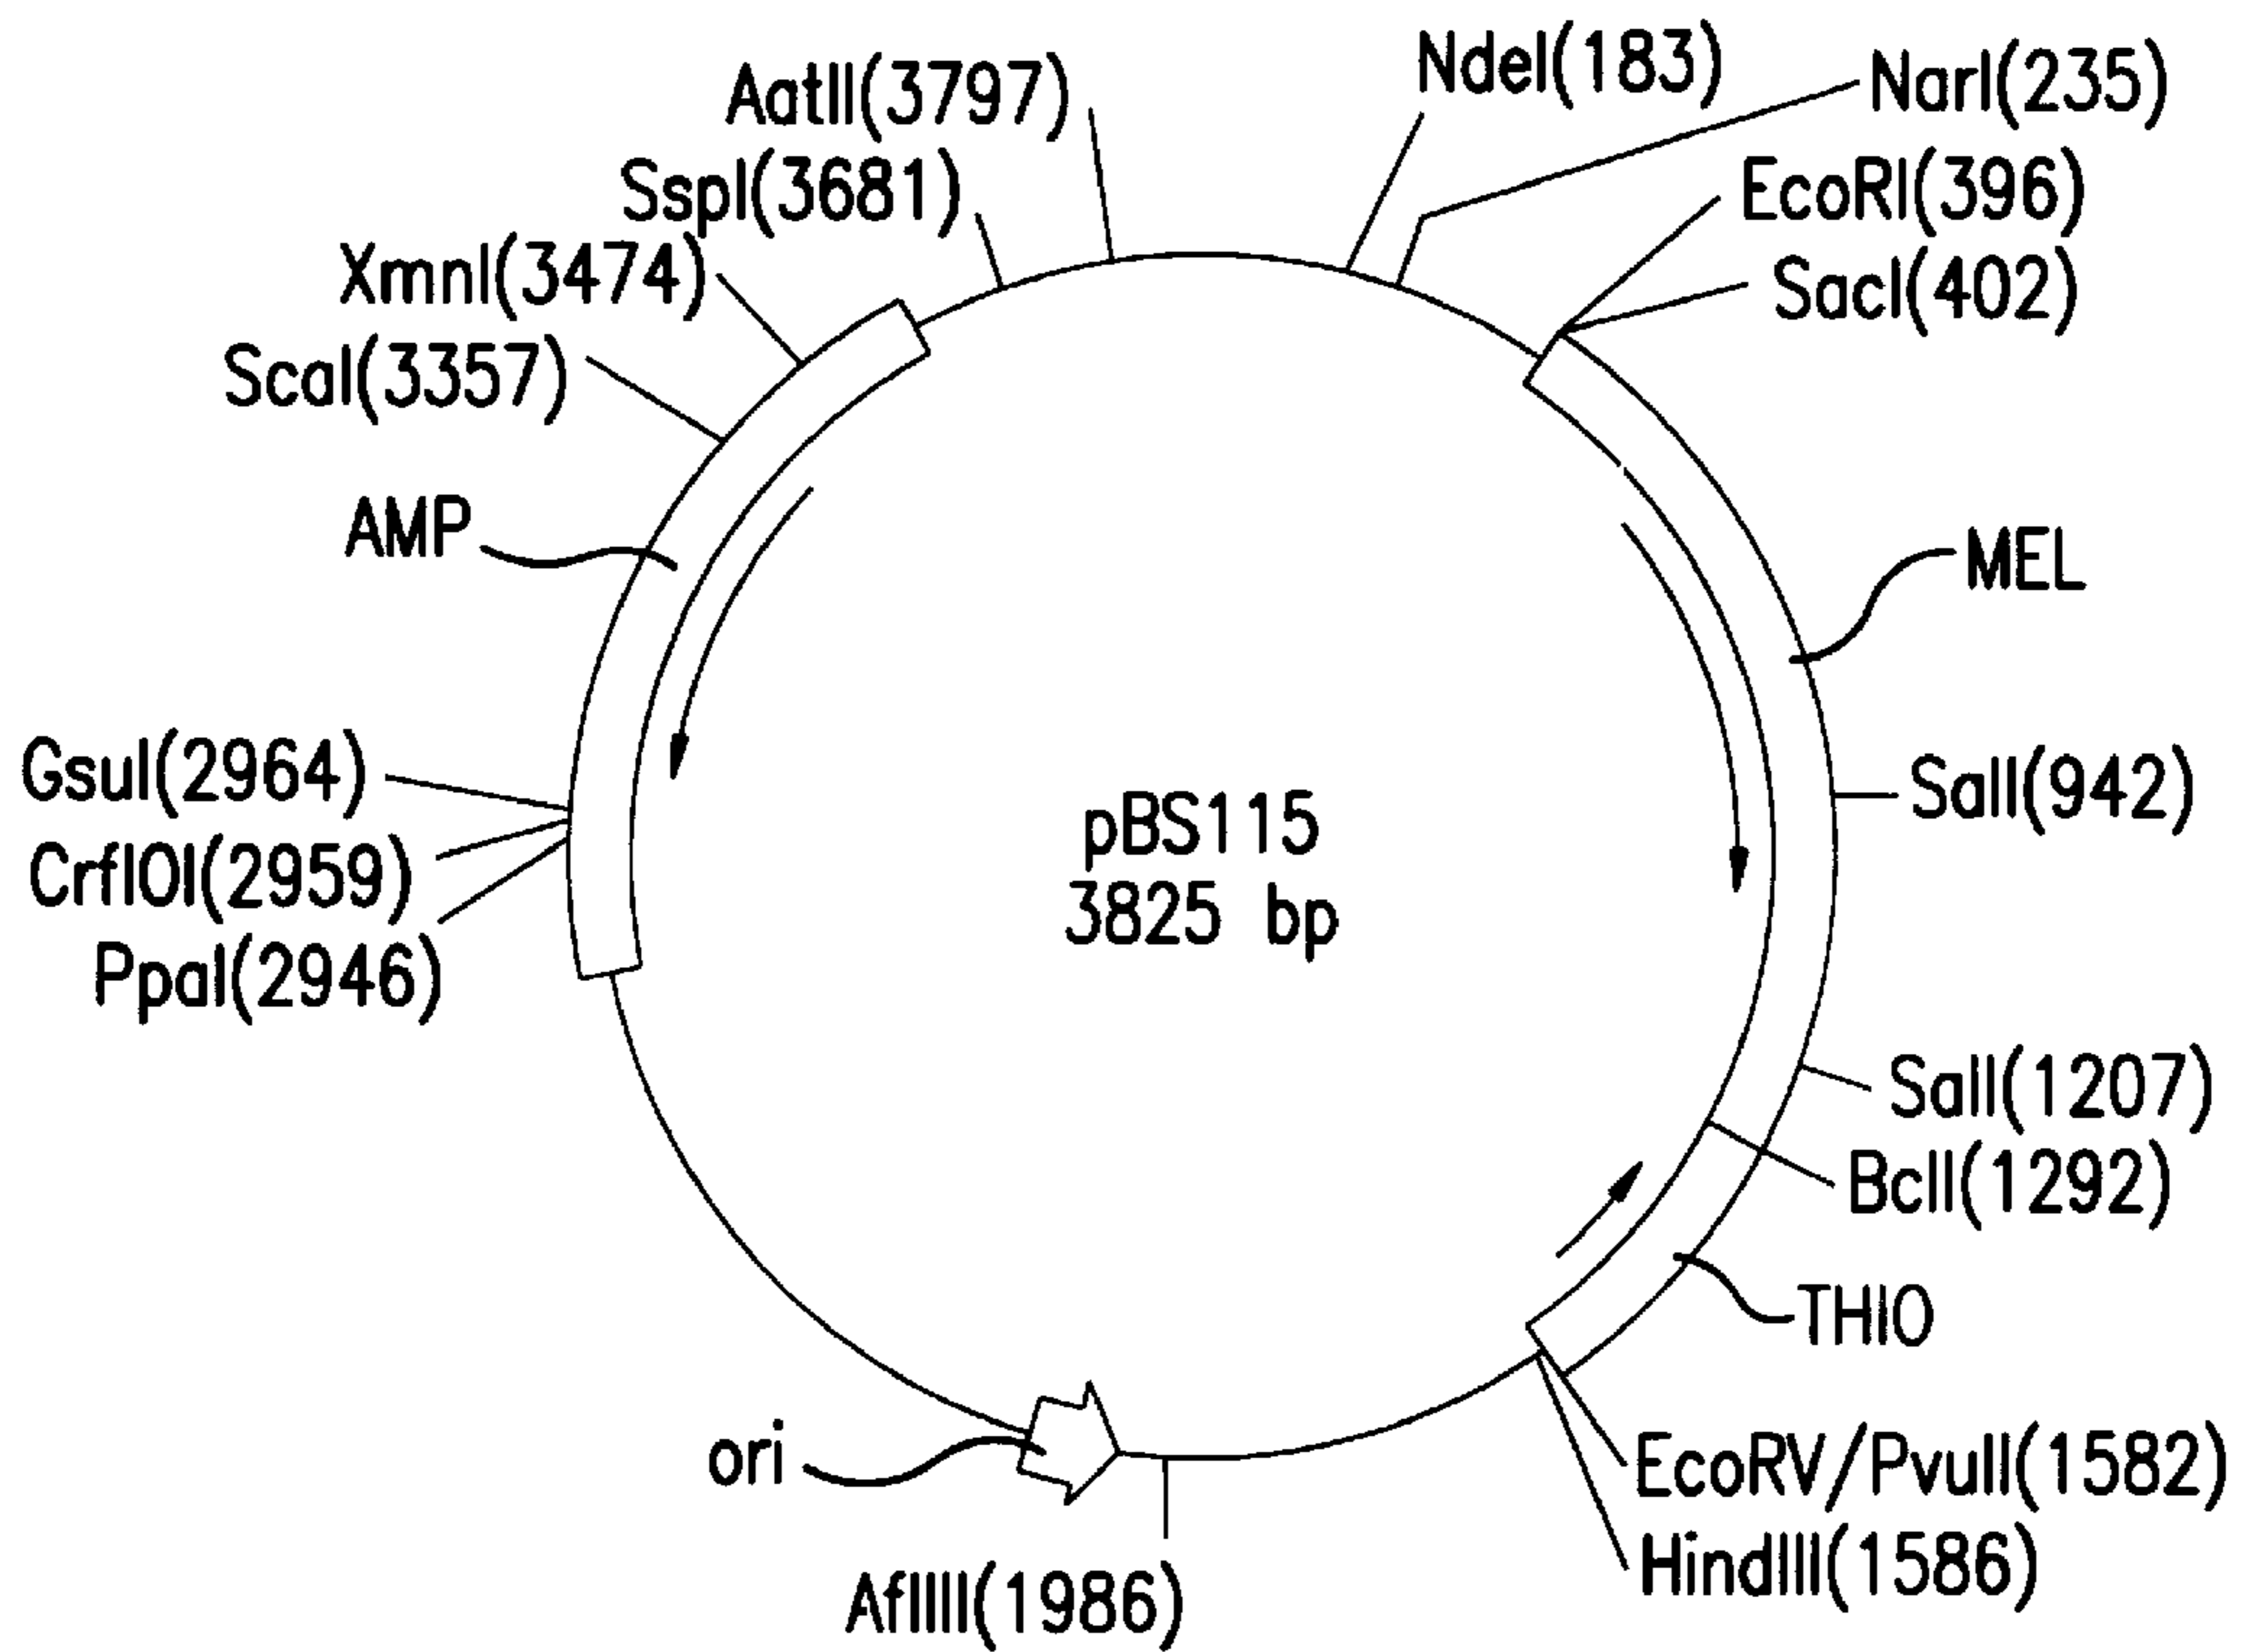 AatII(3797)
NdeI(183)
NarI(235)
SspI(3681)
EcoRI(396)
XmnI(3474)
SacI(402)
ScaI(3357)
AMP
MEL
GsuI(2964)
SalI(942)
pBS115
CrflOI(2959)
3825 bp
PpaI(2946)
SalI(1207)
BclI(1292)
THIO
ori
EcoRV/PvuII(1582)
HindIII(1586)
AflIII(1986)